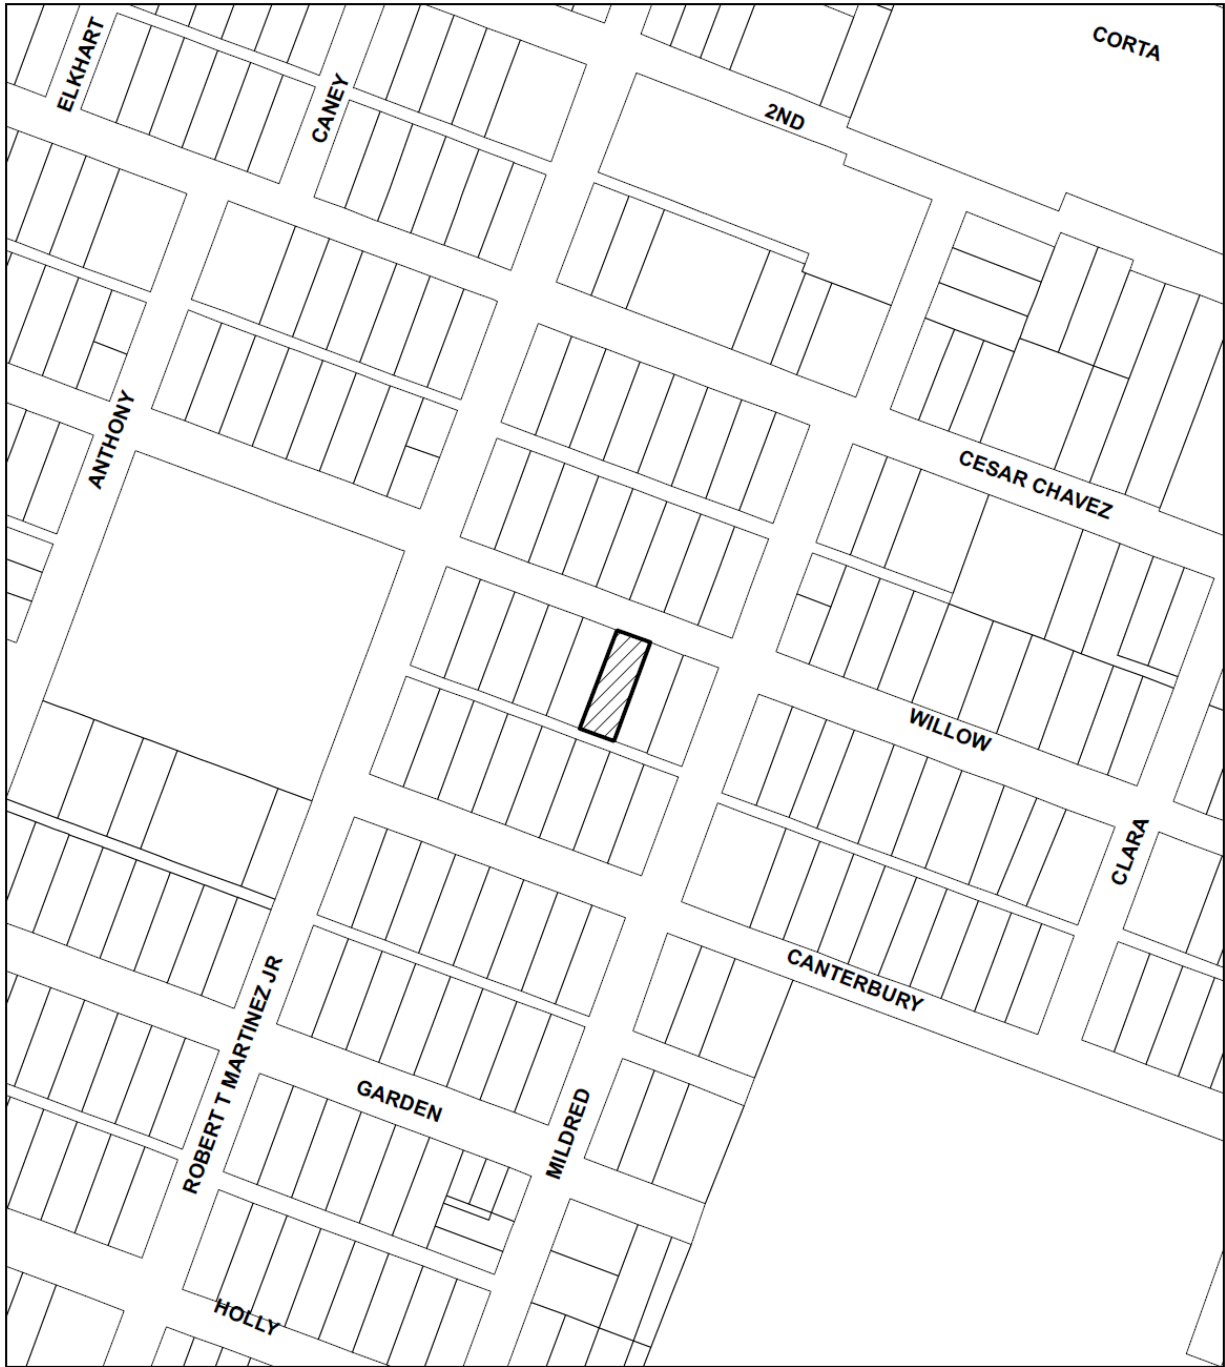 CORTA
ELKHART
CANEY
2ND
ANTHONY
CESAR CHAVEZ
WILLOW
CLARA
CANTERBURY
ROBERT T MARTINEZ JR
GARDEN
MILDRED
HOLLY